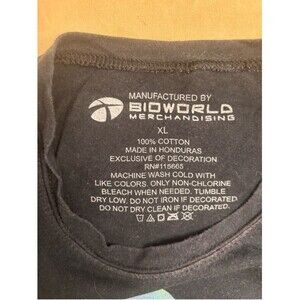 MANUFACTURED BY
BIOWORLD
MERCHANDISING
XL
100% COTTON
MADE IN HONDURAS
EXCLUSIVE OF DECORATION
RN#115665
MACHINE WASH COLD WITH
LIKE COLORS. ONLY NON-CHLORINE
BLEACH WHEN NEEDED. TUMBLE
DRY LOW. DO NOT IRON IF DECORATED
DO NOT DRY CLEAN IF DECORATED.